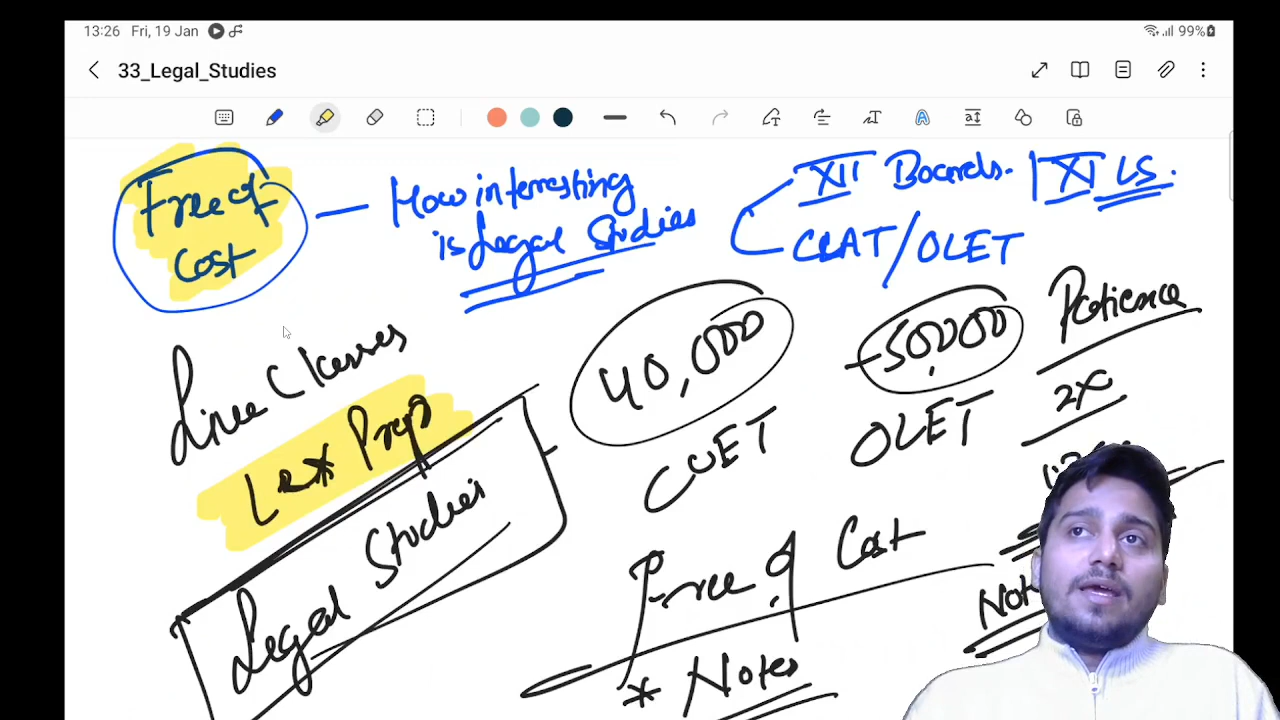 13:26 Fri, 19 Jan 99%
33_Legal_Studies
Free of
Cost
How interesting
is Legal Studies
XII Boards. | XI LS.
CLAT/OLET
Live Classes
Lex Preps
Legal Studies
40,000
CUET
50,000
OLET
Patience
2X
Free of Cost
* Notes
Not